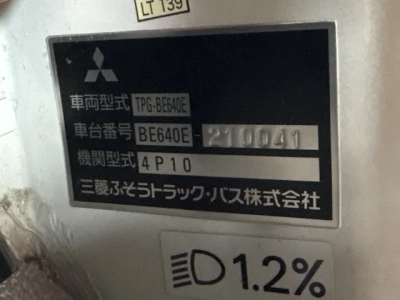 LT 139
車両型式 TPG-BE640E
車台番号 BE640E-210041
機関型式 4P10
三菱ふそうトラック・バス株式会社
1.2%